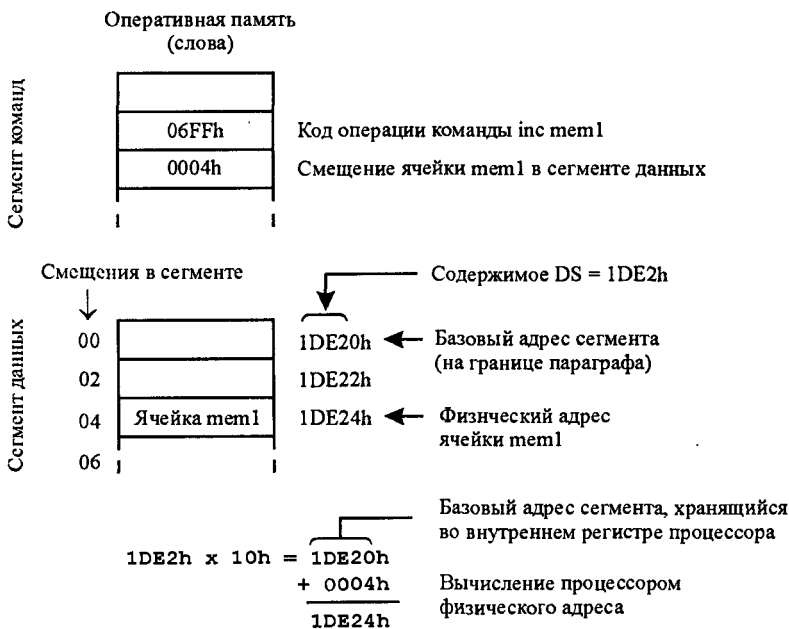 Оперативная память
(слова)
Сегмент команд
06FFh
Код операции команды inc mem1
0004h
Смещение ячейки mem1 в сегменте данных
Смещения в сегменте
Содержимое DS = 1DE2h
Сегмент данных
00
1DE20h
Базовый адрес сегмента
(на границе параграфа)
02
1DE22h
04
Ячейка mem1
1DE24h
Физический адрес
ячейки mem1
06
Базовый адрес сегмента, хранящийся
во внутреннем регистре процессора
1DE2h x 10h = 1DE20h
+ 0004h
Вычисление процессором
физического адреса
1DE24h